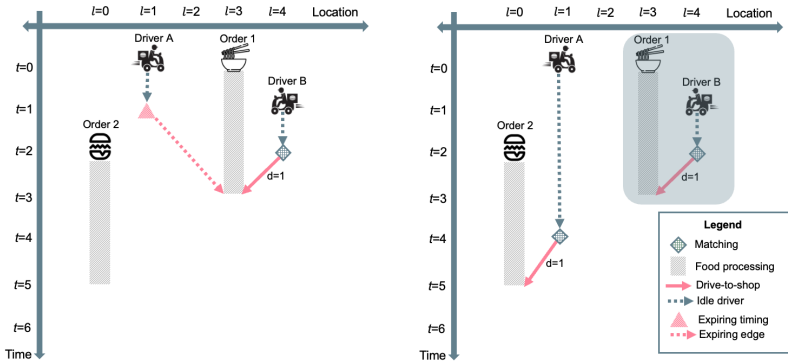 l=0 l=1 l=2 l=3 l=4 Location
Driver A Order 1
t=0
Driver B
t=1
Order 2
t=2
d=1
t=3
t=4
t=5
t=6
Time
l=0 l=1 l=2 l=3 l=4 Location
Driver A Order 1
t=0
Driver B
t=1
Order 2
t=2
d=1
t=3
t=4
d=1
t=5
t=6
Time
Legend
Matching
Food processing
Drive-to-shop
Idle driver
Expiring timing
Expiring edge